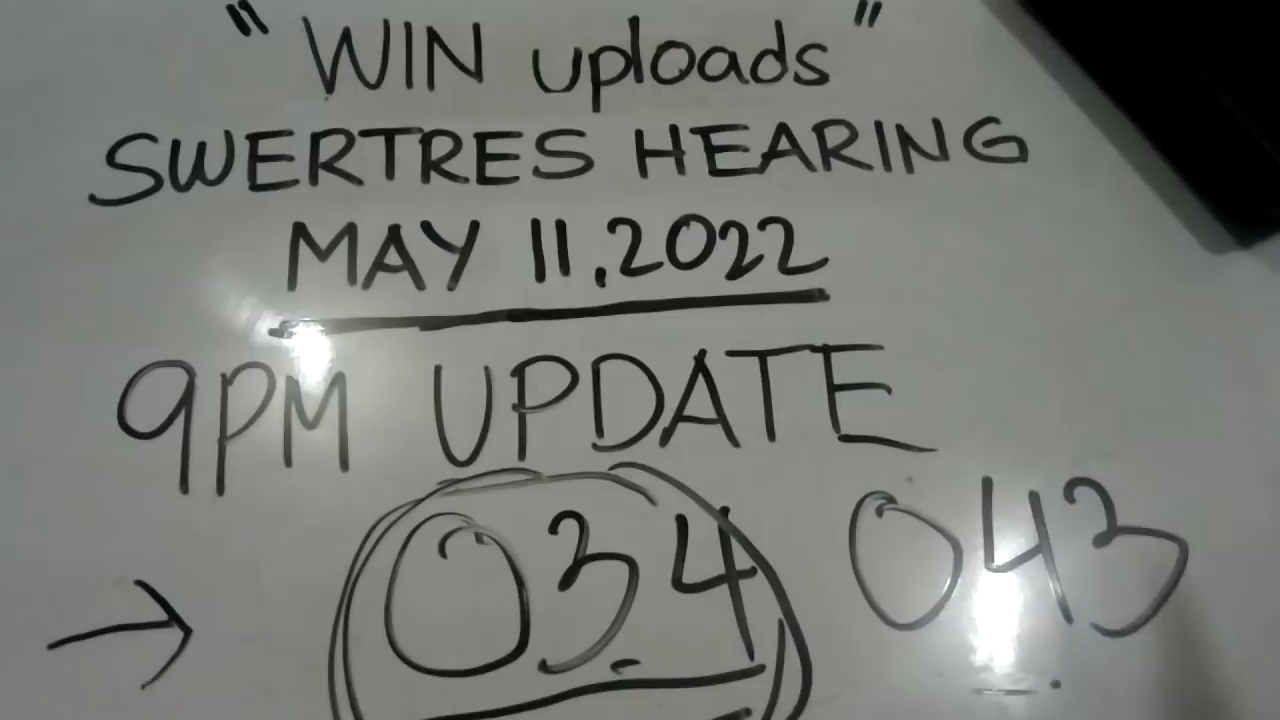 "WIN uploads"
SWERTRES HEARING
MAY 11,2022
9PM UPDATE
→ 034 043